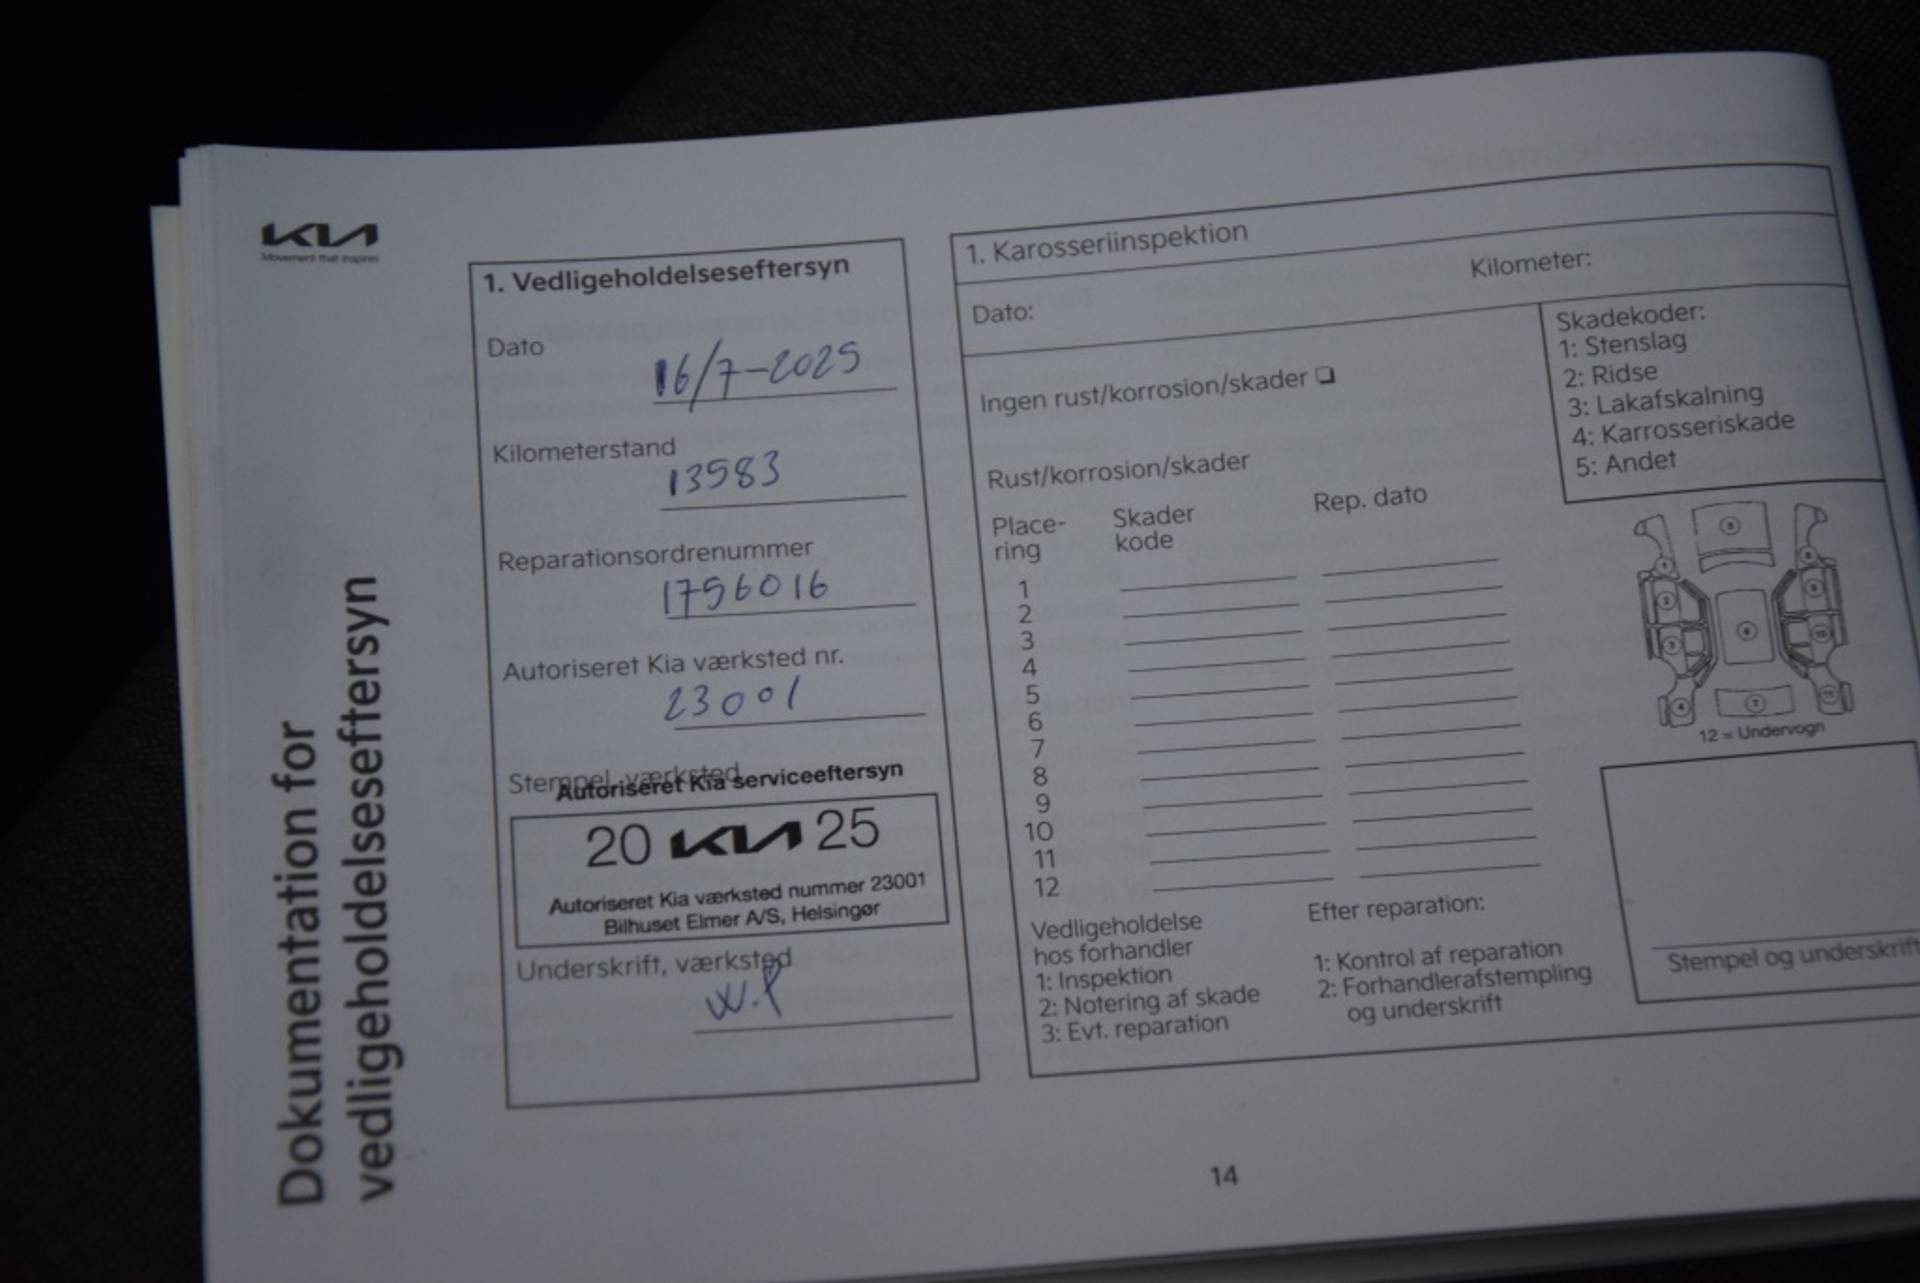 KIA
Movement that inspires
Dokumentation for
vedligeholdelseseftersyn
1. Vedligeholdelseseftersyn
Dato
16/7-2025
Kilometerstand
13583
Reparationsordrenummer
1756016
Autoriseret Kia værksted nr.
23001
Stempel, værksted
Autoriseret Kia serviceeftersyn
20 KIA 25
Autoriseret Kia værksted nummer 23001
Bilhuset Elmer A/S, Helsingør
Underskrift, værksted
W.P
1. Karosseriinspektion
Dato:
Kilometer:
Ingen rust/korrosion/skader ❏
Skadekoder:
1: Stenslag
2: Ridse
3: Lakafskalning
4: Karrosseriskade
5: Andet
Rust/korrosion/skader
Place-
ring
Skader
kode
Rep. dato
1
2
3
4
5
6
7
8
9
10
11
12
12 = Undervogn
Vedligeholdelse
hos forhandler
1: Inspektion
2: Notering af skade
3: Evt. reparation
Efter reparation:
1: Kontrol af reparation
2: Forhandlerafstempling
og underskrift
Stempel og underskrift
14